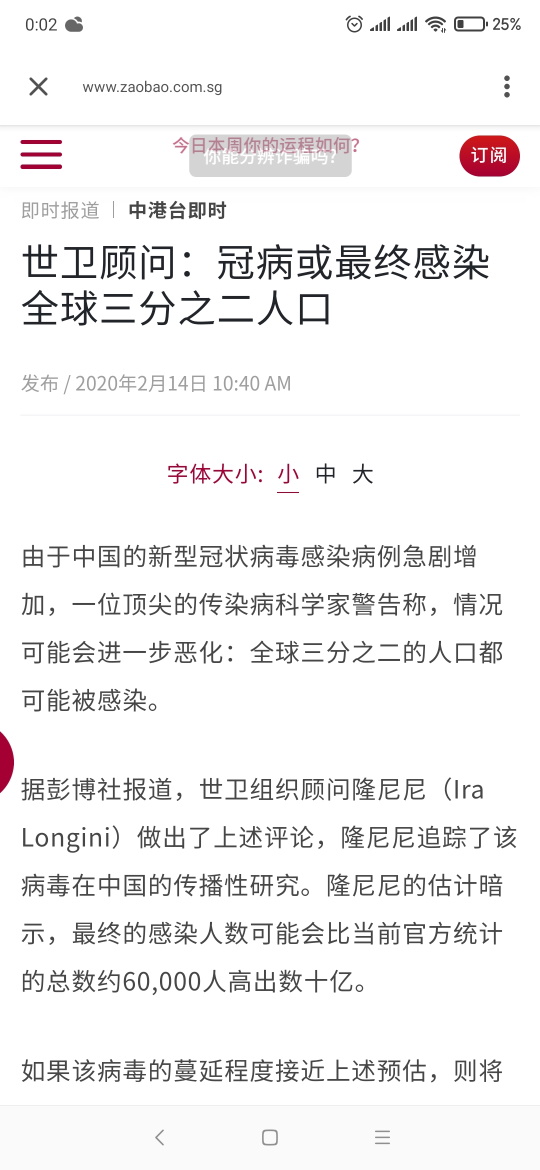 0:02
25%
www.zaobao.com.sg
今日本周你的运程如何?
你能分辨诈骗吗?
订阅
即时报道 | 中港台即时
世卫顾问：冠病或最终感染
全球三分之二人口
发布 / 2020年2月14日 10:40 AM
字体大小: 小 中 大
由于中国的新型冠状病毒感染病例急剧增
加，一位顶尖的传染病科学家警告称，情况
可能会进一步恶化：全球三分之二的人口都
可能被感染。
据彭博社报道，世卫组织顾问隆尼尼（Ira
Longini）做出了上述评论，隆尼尼追踪了该
病毒在中国的传播性研究。隆尼尼的估计暗
示，最终的感染人数可能会比当前官方统计
的总数约60,000人高出数十亿。
如果该病毒的蔓延程度接近上述预估，则将